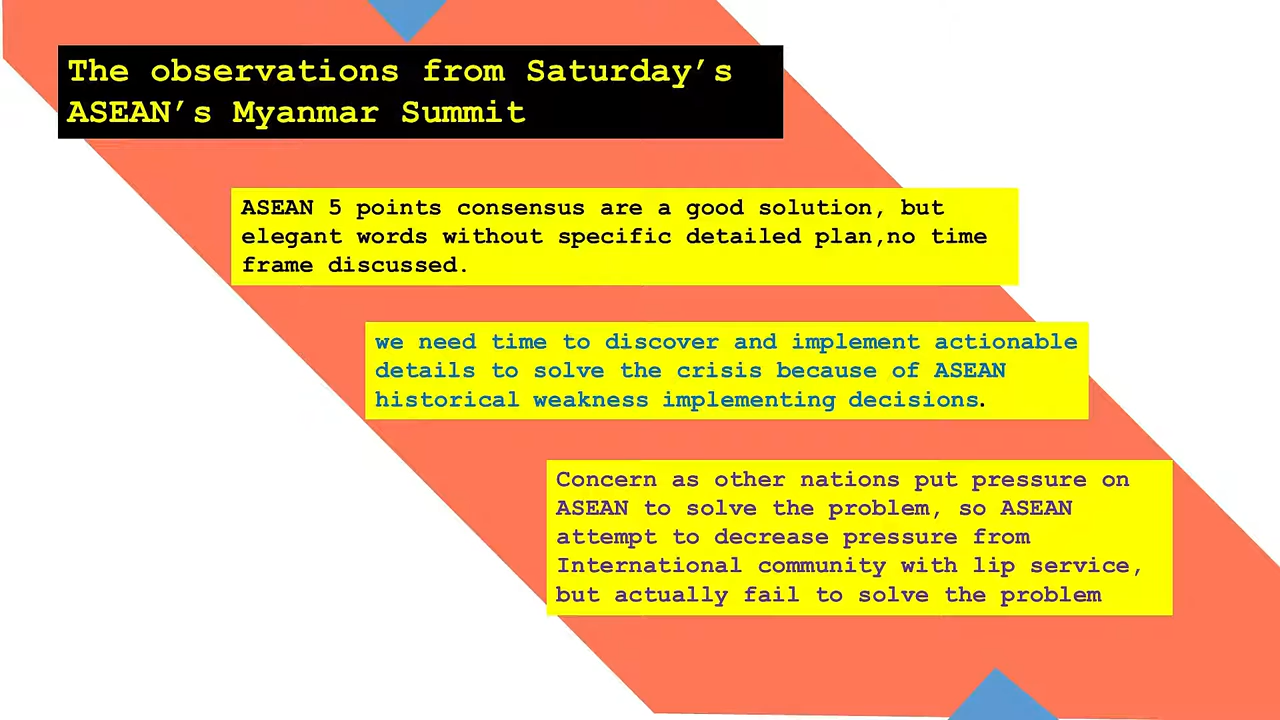 The observations from Saturday’s
ASEAN’s Myanmar Summit
ASEAN 5 points consensus are a good solution, but
elegant words without specific detailed plan,no time
frame discussed.
we need time to discover and implement actionable
details to solve the crisis because of ASEAN
historical weakness implementing decisions.
Concern as other nations put pressure on
ASEAN to solve the problem, so ASEAN
attempt to decrease pressure from
International community with lip service,
but actually fail to solve the problem